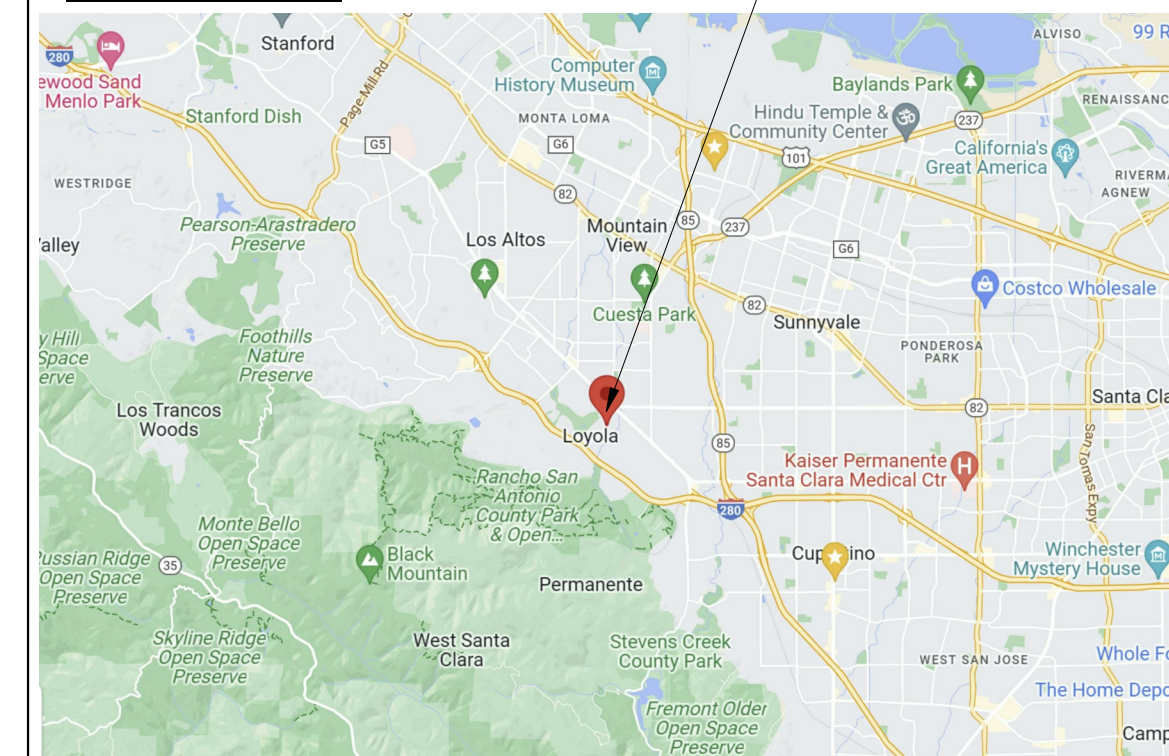 Stanford
ALVISO
99 R
280
ewood Sand
Menlo Park
Page Mill Rd
Computer
History Museum
Baylands Park
RENAISSANC
Stanford Dish
MONTA LOMA
Hindu Temple &
Community Center
237
G5
G6
101
California's
Great America
WESTRIDGE
82
RIVERMA
AGNEW
Pearson-Arastradero
Preserve
Los Altos
Mountain
View
85
237
G6
alley
Costco Wholesale
82
Cuesta Park
Sunnyvale
y Hill
Space
erve
Foothills
Nature
Preserve
PONDEROSA
PARK
Los Trancos
Woods
82
Santa Cla
Loyola
85
San Tomas Expy
Kaiser Permanente
Santa Clara Medical Ctr
H
Rancho San
Antonio
County Park
& Open...
280
Monte Bello
Open Space
Preserve
Black
Mountain
Winchester
Mystery House
ussian Ridge
Open Space
Preserve
35
Permanente
Skyline Ridge
Open Space
Preserve
West Santa
Clara
Stevens Creek
County Park
WEST SAN JOSE
Whole Fo
The Home Depo
Fremont Older
Open Space
Preserve
Camp